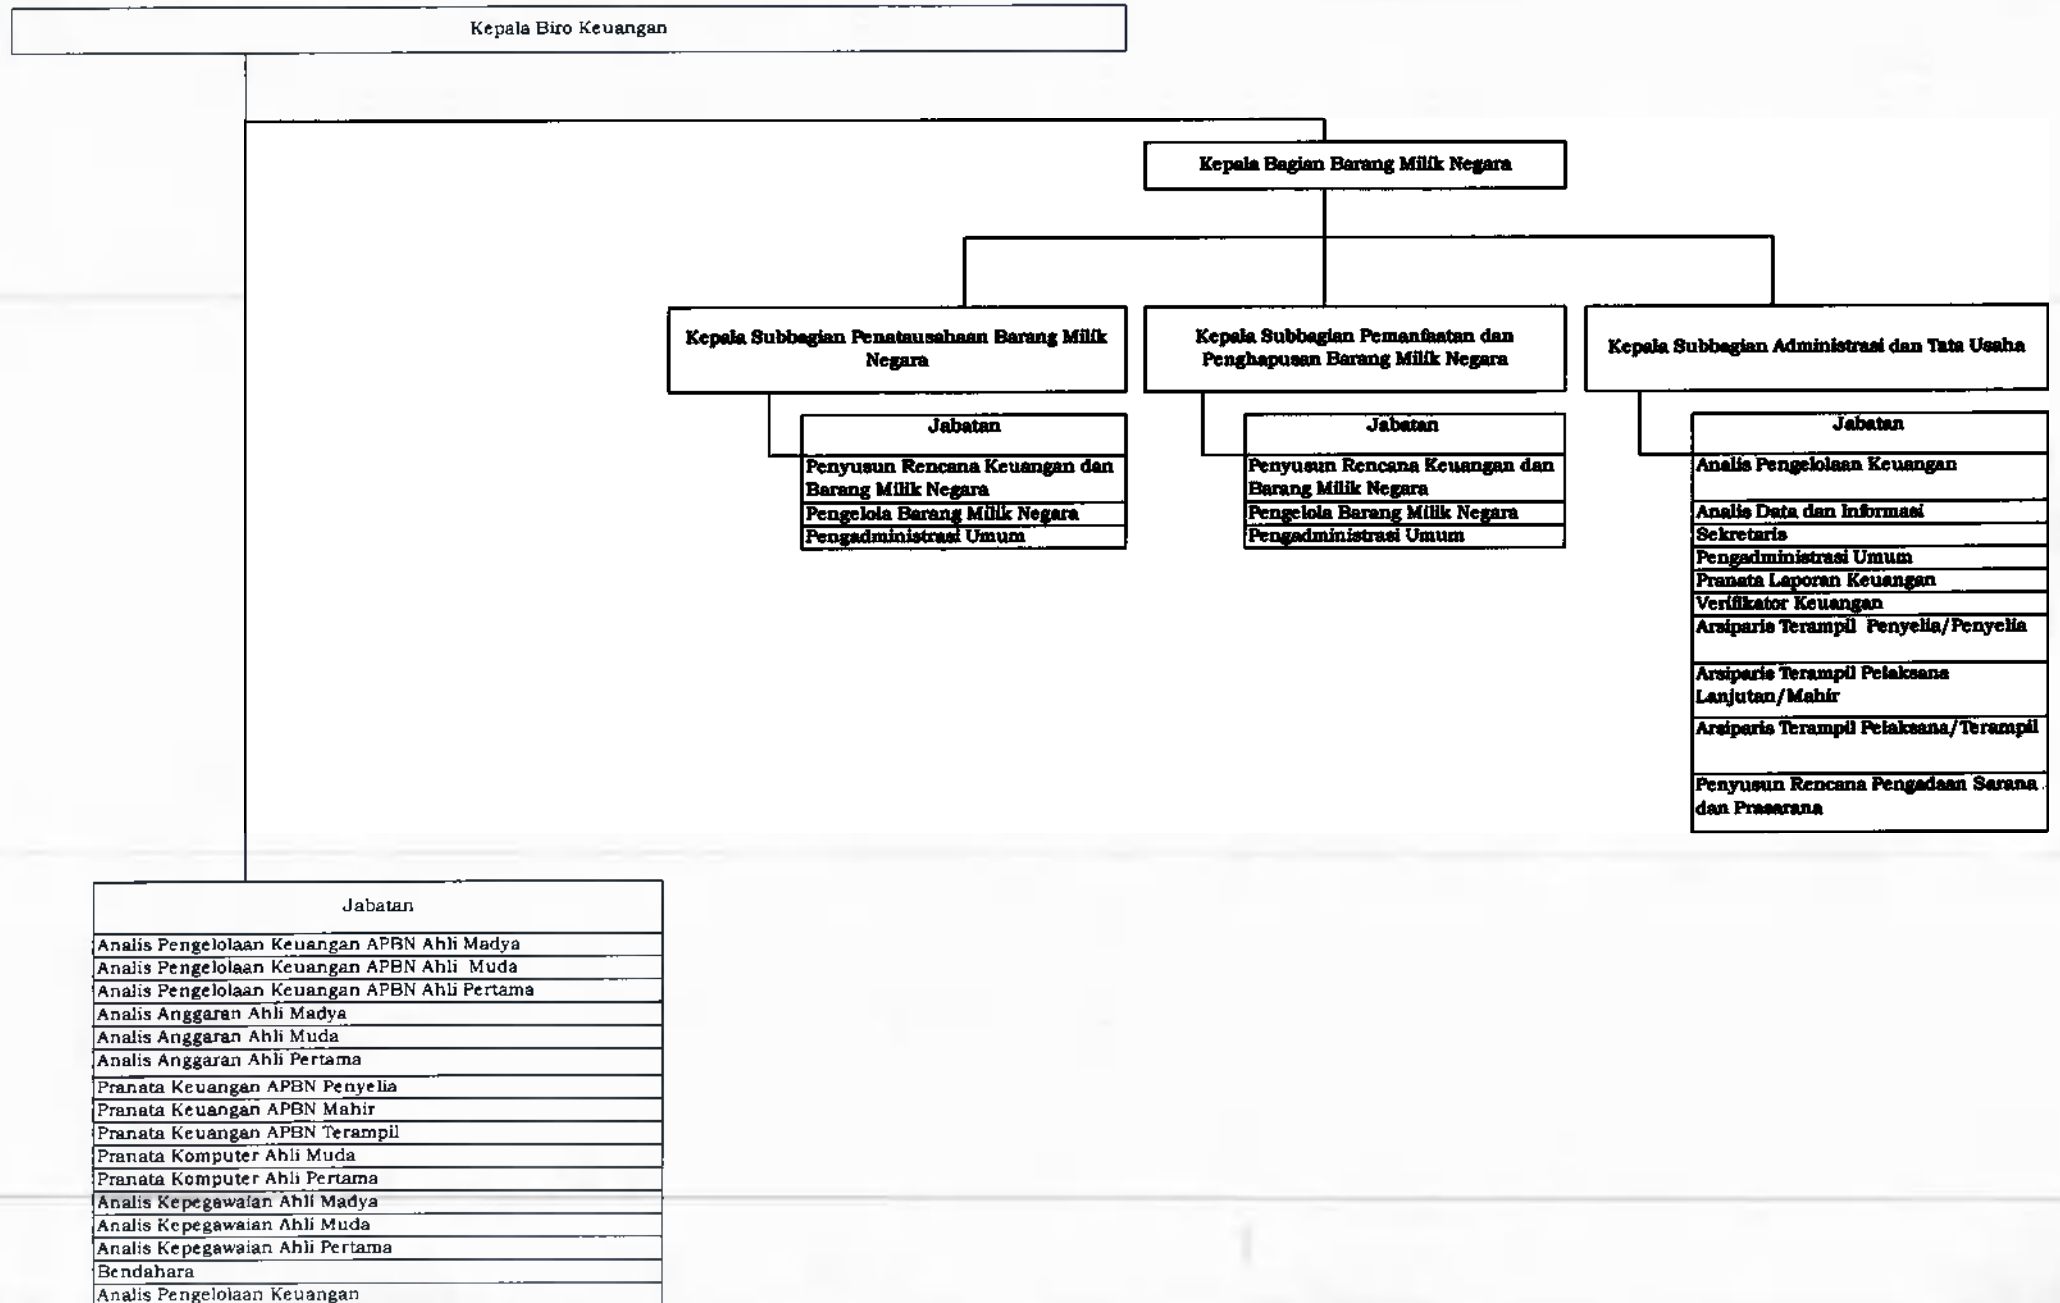 Kepala Biro Keuangan
Kepala Bagian Barang Milik Negara
Kepala Subbagian Penatausahaan Barang Milik
Negara
Jabatan
Penyusun Rencana Keuangan dan
Barang Milik Negara
Pengelola Barang Milik Negara
Pengadministrasi Umum
Kepala Subbagian Pemanfaatan dan
Penghapusan Barang Milik Negara
Jabatan
Penyusun Rencana Keuangan dan
Barang Milik Negara
Pengelola Barang Milik Negara
Pengadministrasi Umum
Kepala Subbagian Administrasi dan Tata Usaha
Jabatan
Analis Pengelolaan Keuangan
Analis Data dan Informasi
Sekretaris
Pengadministrasi Umum
Pranata Laporan Keuangan
Verifikator Keuangan
Arsiparis Terampil Penyelia/Penyelia
Arsiparis Terampil Pelaksana
Lanjutan/Mahir
Arsiparis Terampil Pelaksana/Terampil
Penyusun Rencana Pengadaan Sarana
dan Prasarana
Jabatan
Analis Pengelolaan Keuangan APBN Ahli Madya
Analis Pengelolaan Keuangan APBN Ahli Muda
Analis Pengelolaan Keuangan APBN Ahli Pertama
Analis Anggaran Ahli Madya
Analis Anggaran Ahli Muda
Analis Anggaran Ahli Pertama
Pranata Keuangan APBN Penyelia
Pranata Keuangan APBN Mahir
Pranata Keuangan APBN Terampil
Pranata Komputer Ahli Muda
Pranata Komputer Ahli Pertama
Analis Kepegawaian Ahli Madya
Analis Kepegawaian Ahli Muda
Analis Kepegawaian Ahli Pertama
Bendahara
Analis Pengelolaan Keuangan